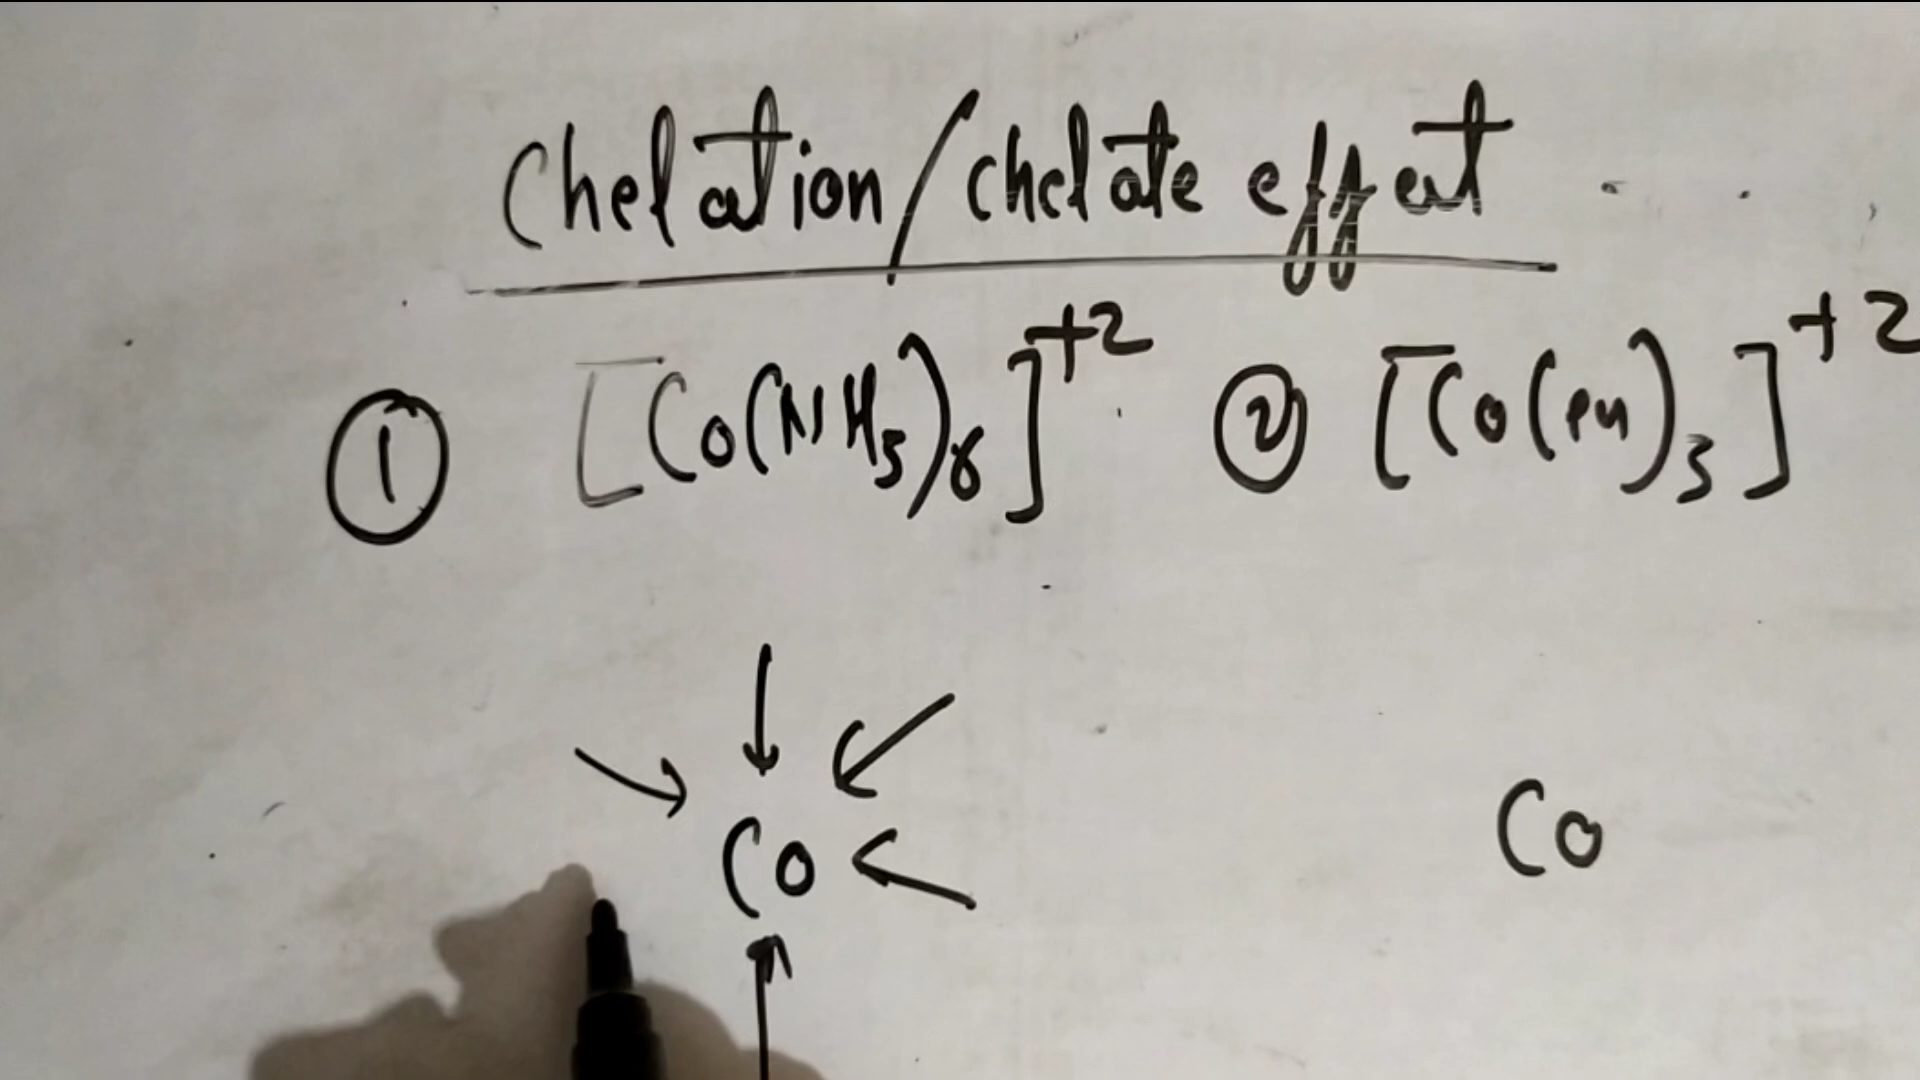 Chelation/chelate effect
① [Co(NH3)6]+2 ② [Co(en)3]+2
Co Co